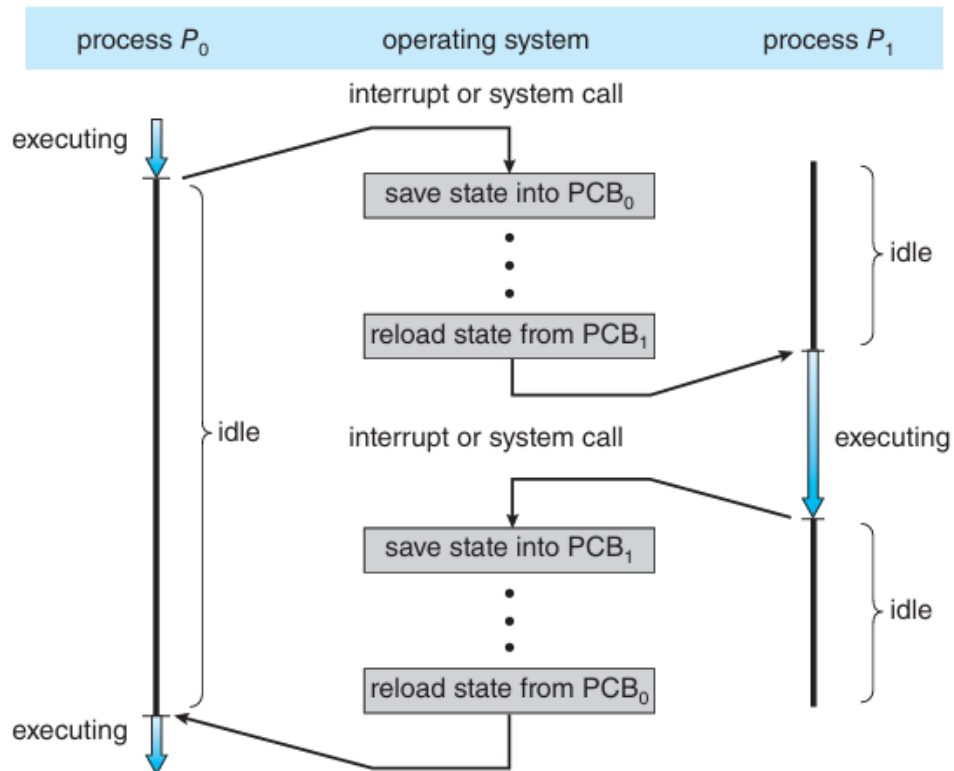 process P₀ operating system process P₁
interrupt or system call
executing
save state into PCB₀
idle
reload state from PCB₁
idle
interrupt or system call
executing
save state into PCB₁
idle
reload state from PCB₀
executing